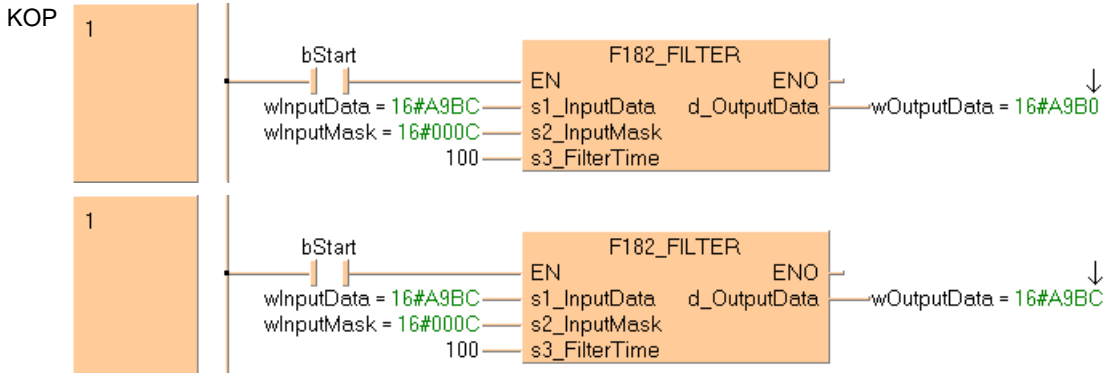 KOP
1
bStart
F182_FILTER
EN ENO
↓
wInputData = 16#A9BC s1_InputData d_OutputData wOutputData = 16#A9B0
wInputMask = 16#000C s2_InputMask
100 s3_FilterTime
1
bStart
F182_FILTER
EN ENO
↓
wInputData = 16#A9BC s1_InputData d_OutputData wOutputData = 16#A9BC
wInputMask = 16#000C s2_InputMask
100 s3_FilterTime